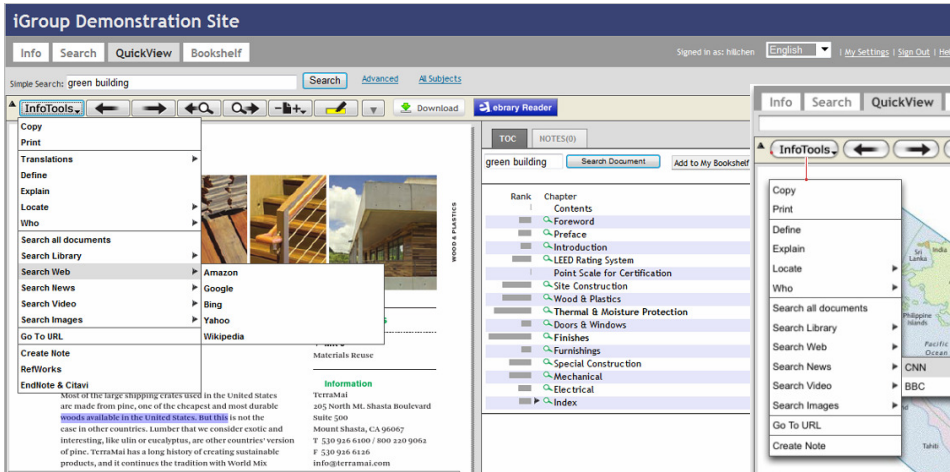 iGroup Demonstration Site
Info Search QuickView Bookshelf
Signed in as: hillchen English | My Settings | Sign Out | Hel
Simple Search: green building Search Advanced All Subjects
InfoTools Download ebrary Reader
Copy
Print
Translations
Define
Explain
Locate
Who
Search all documents
Search Library
Search Web
Search News
Search Video
Search Images
Go To URL
Create Note
RefWorks
EndNote & Citavi
Amazon
Google
Bing
Yahoo
Wikipedia
WOOD & PLASTICS
Materials Reuse
Information
TerraMai
205 North Mt. Shasta Boulevard
Suite 500
Mount Shasta, CA 96067
T 530 926 6100 / 800 220 9062
F 530 926 6126
info@terramai.com
Most of the large shipping crates used in the United States
are made from pine, one of the cheapest and most durable
woods available in the United States. But this is not the
case in other countries. Lumber that we consider exotic and
interesting, like ulin or eucalyptus, are other countries' version
of pine. TerraMai has a long history of creating sustainable
products, and it continues the tradition with World Mix
TOC NOTES(0)
green building Search Document Add to My Bookshelf
Rank Chapter
Contents
Foreword
Preface
Introduction
LEED Rating System
Point Scale for Certification
Site Construction
Wood & Plastics
Thermal & Moisture Protection
Doors & Windows
Finishes
Furnishings
Special Construction
Mechanical
Electrical
Index
Info Search QuickView
InfoTools
Copy
Print
Define
Explain
Locate
Who
Search all documents
Search Library
Search Web
Search News
Search Video
Search Images
Go To URL
Create Note
CNN
BBC
Sri Lanka
India
Philippine
Islands
Pacific
Ocean
Tahiti